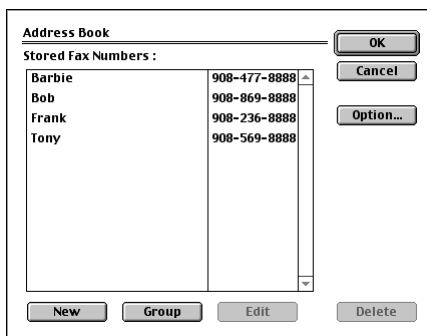 Address Book
OK
Stored Fax Numbers :
Cancel
Barbie 908-477-8888
Bob 908-869-8888
Frank 908-236-8888
Option...
Tony 908-569-8888
New Group Edit Delete